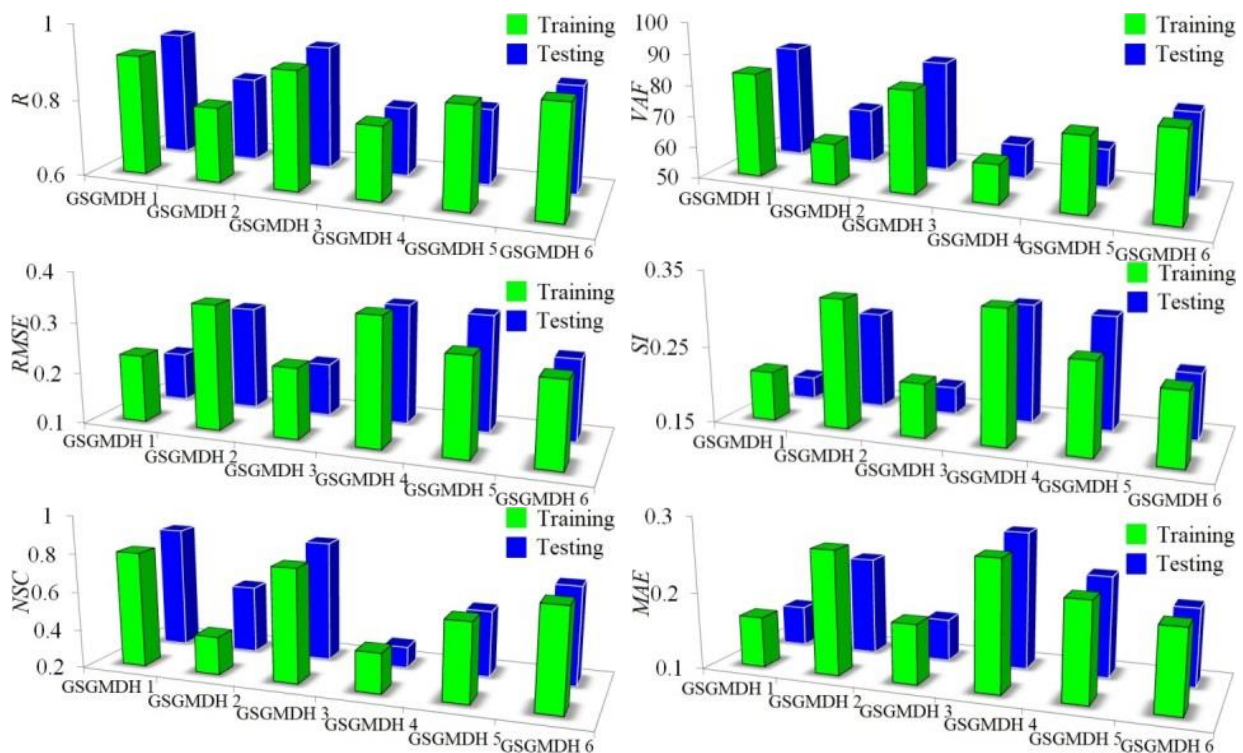 1
0.8
0.6
R
Training
Testing
GSGMDH 1
GSGMDH 2
GSGMDH 3
GSGMDH 4
GSGMDH 5
GSGMDH 6
100
90
80
70
60
50
VAF
Training
Testing
GSGMDH 1
GSGMDH 2
GSGMDH 3
GSGMDH 4
GSGMDH 5
GSGMDH 6
0.4
0.3
0.2
0.1
RMSE
Training
Testing
GSGMDH 1
GSGMDH 2
GSGMDH 3
GSGMDH 4
GSGMDH 5
GSGMDH 6
0.35
0.25
0.15
SI
Training
Testing
GSGMDH 1
GSGMDH 2
GSGMDH 3
GSGMDH 4
GSGMDH 5
GSGMDH 6
1
0.8
0.6
0.4
0.2
NSC
Training
Testing
GSGMDH 1
GSGMDH 2
GSGMDH 3
GSGMDH 4
GSGMDH 5
GSGMDH 6
0.3
0.2
0.1
MAE
Training
Testing
GSGMDH 1
GSGMDH 2
GSGMDH 3
GSGMDH 4
GSGMDH 5
GSGMDH 6